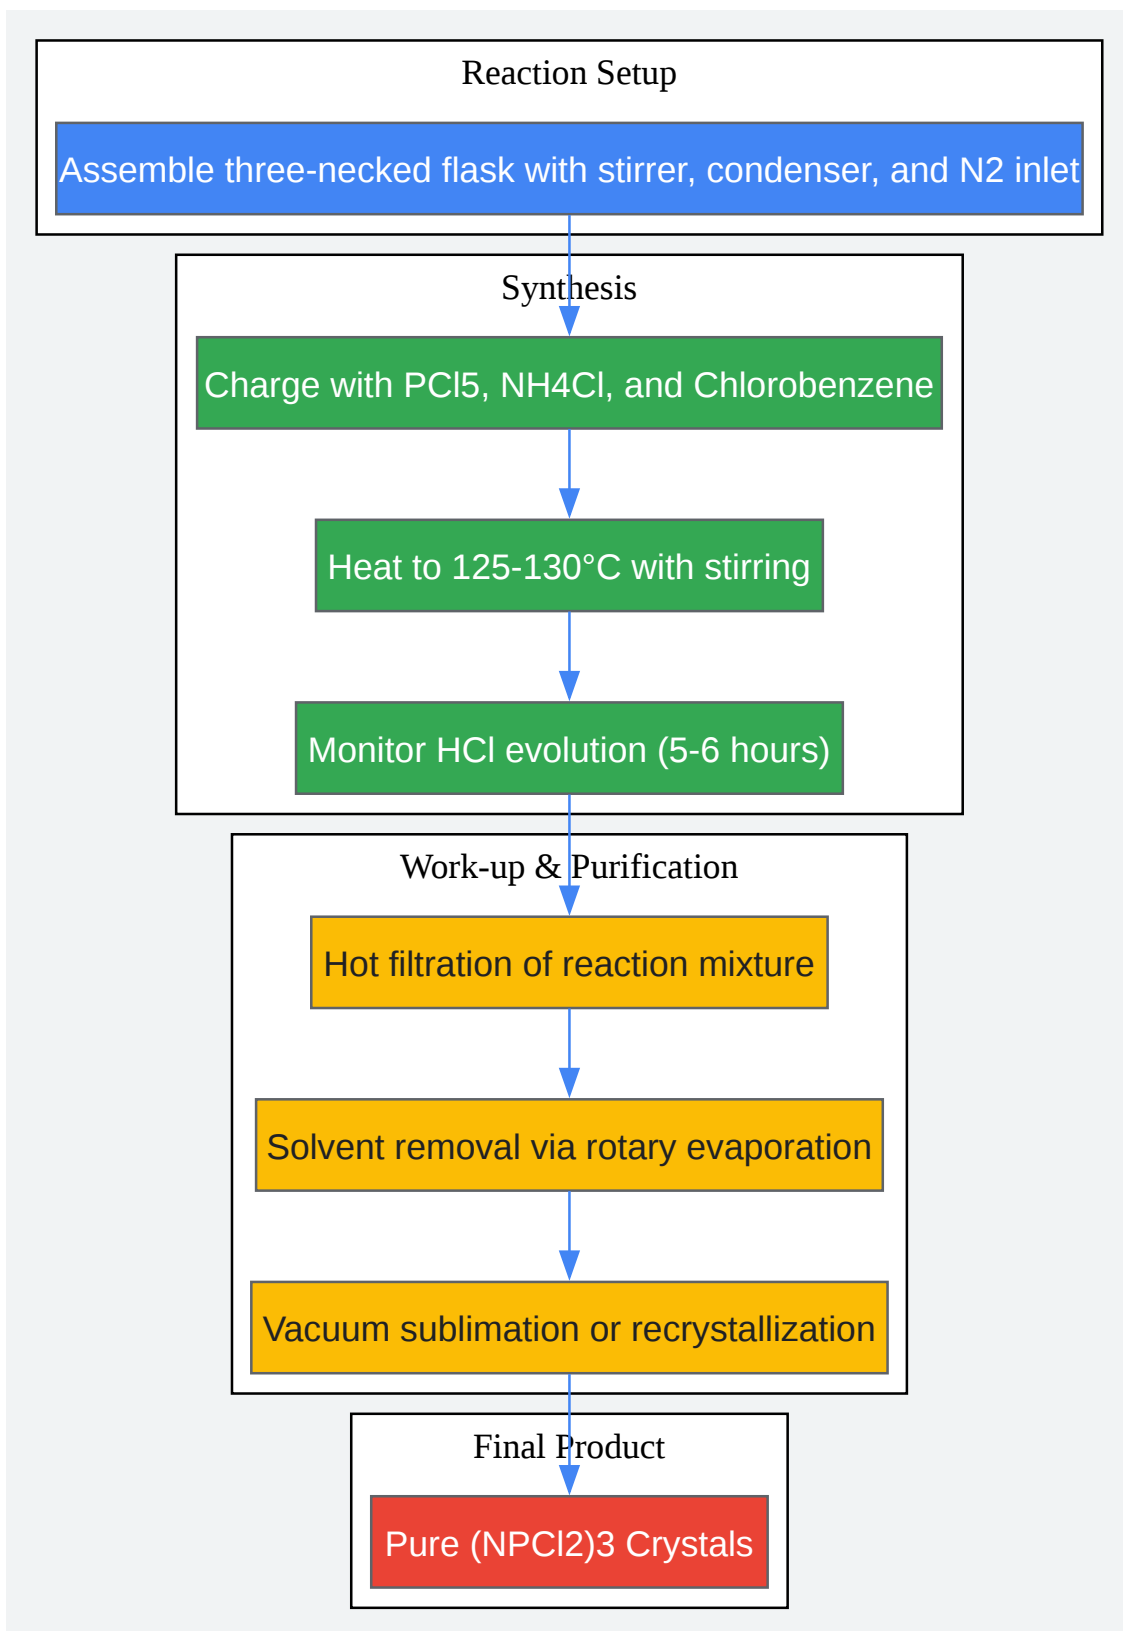 Reaction Setup
Assemble three-necked flask with stirrer, condenser, and N2 inlet
Synthesis
Charge with PCl5, NH4Cl, and Chlorobenzene
Heat to 125-130°C with stirring
Monitor HCl evolution (5-6 hours)
Work-up & Purification
Hot filtration of reaction mixture
Solvent removal via rotary evaporation
Vacuum sublimation or recrystallization
Final Product
Pure (NPCl2)3 Crystals